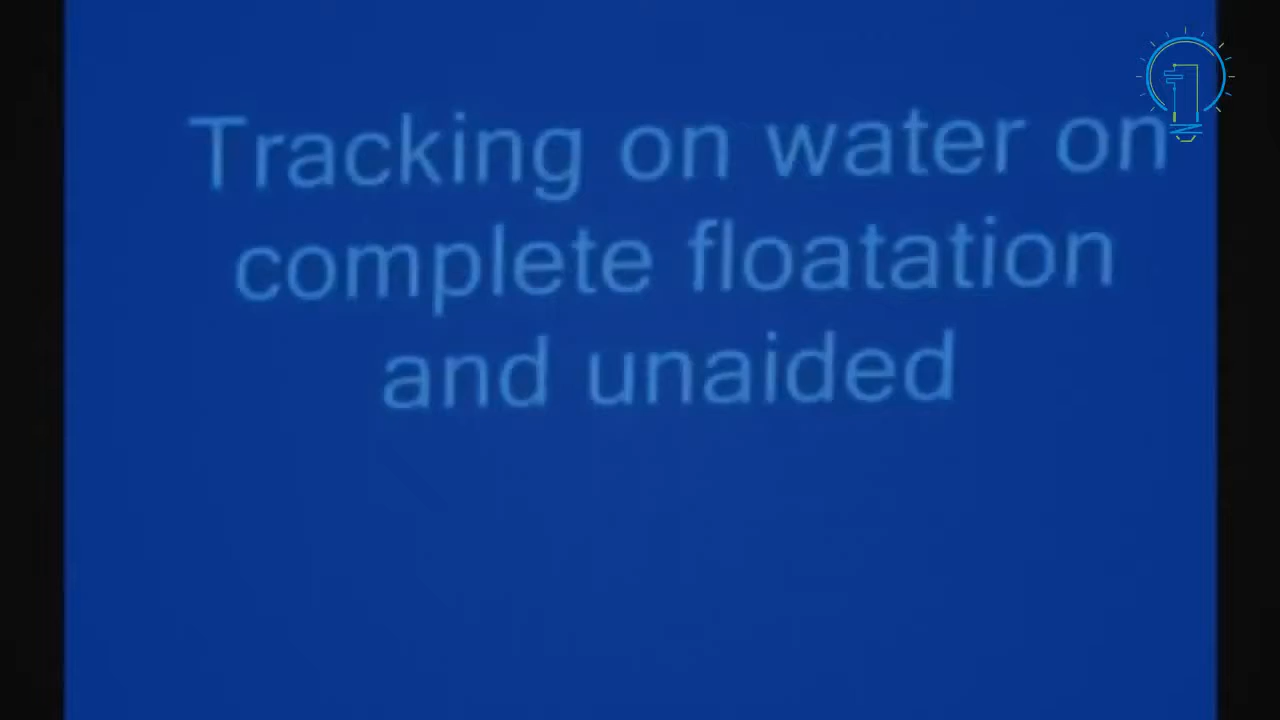 Tracking on water on
complete floatation
and unaided